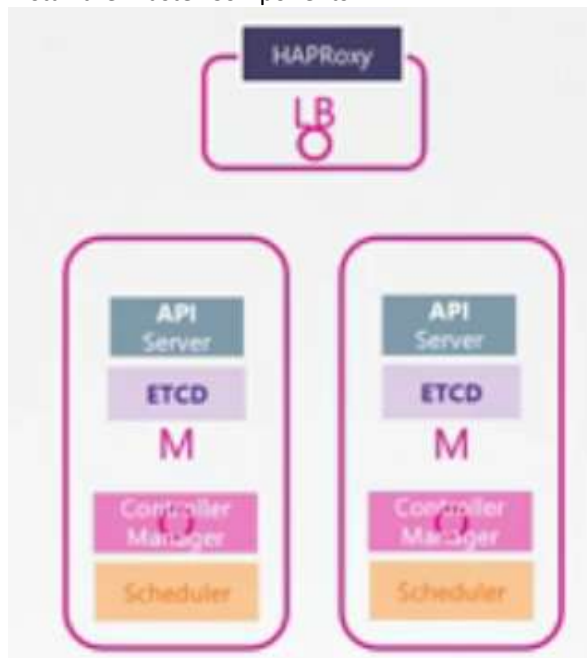 HAPRoxy
LB
API
Server
ETCD
M
Controller
Manager
Scheduler
API
Server
ETCD
M
Controller
Manager
Scheduler